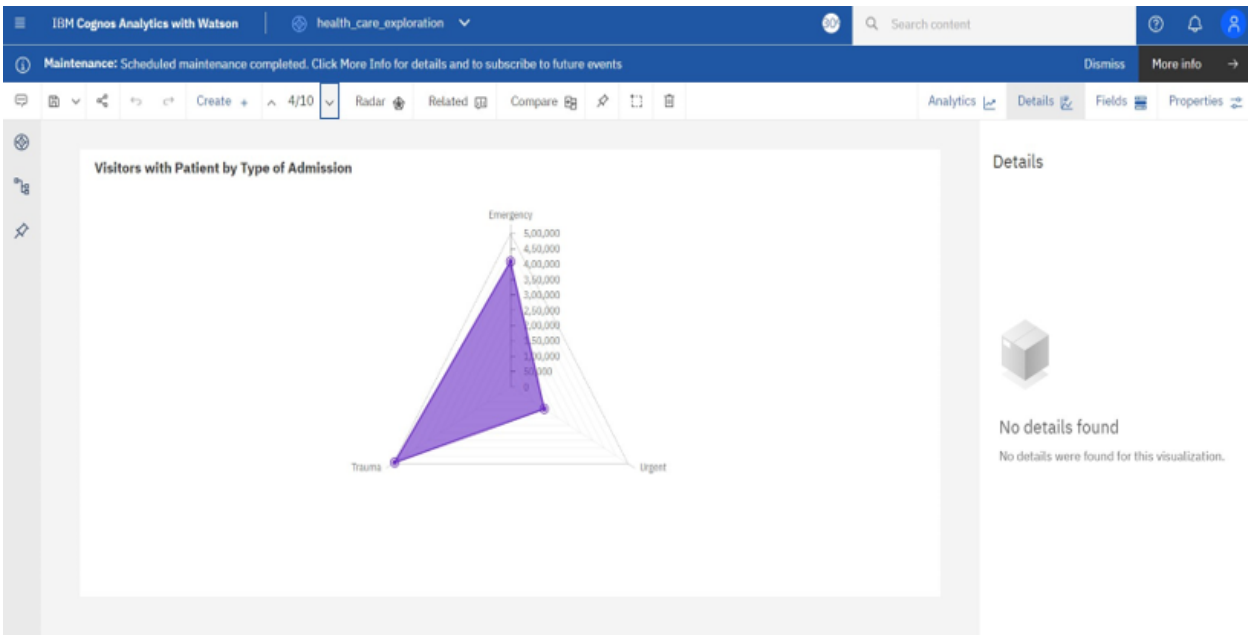 IBM Cognos Analytics with Watson
health_care_exploration
30
Search content
Maintenance: Scheduled maintenance completed. Click More Info for details and to subscribe to future events
Dismiss
More info
Create
4/10
Radar
Related
Compare
Analytics
Details
Fields
Properties
Visitors with Patient by Type of Admission
Details
Emergency
5,00,000
4,50,000
4,00,000
3,50,000
3,00,000
2,50,000
2,00,000
1,50,000
1,00,000
50,000
0
Trauma
Urgent
No details found
No details were found for this visualization.